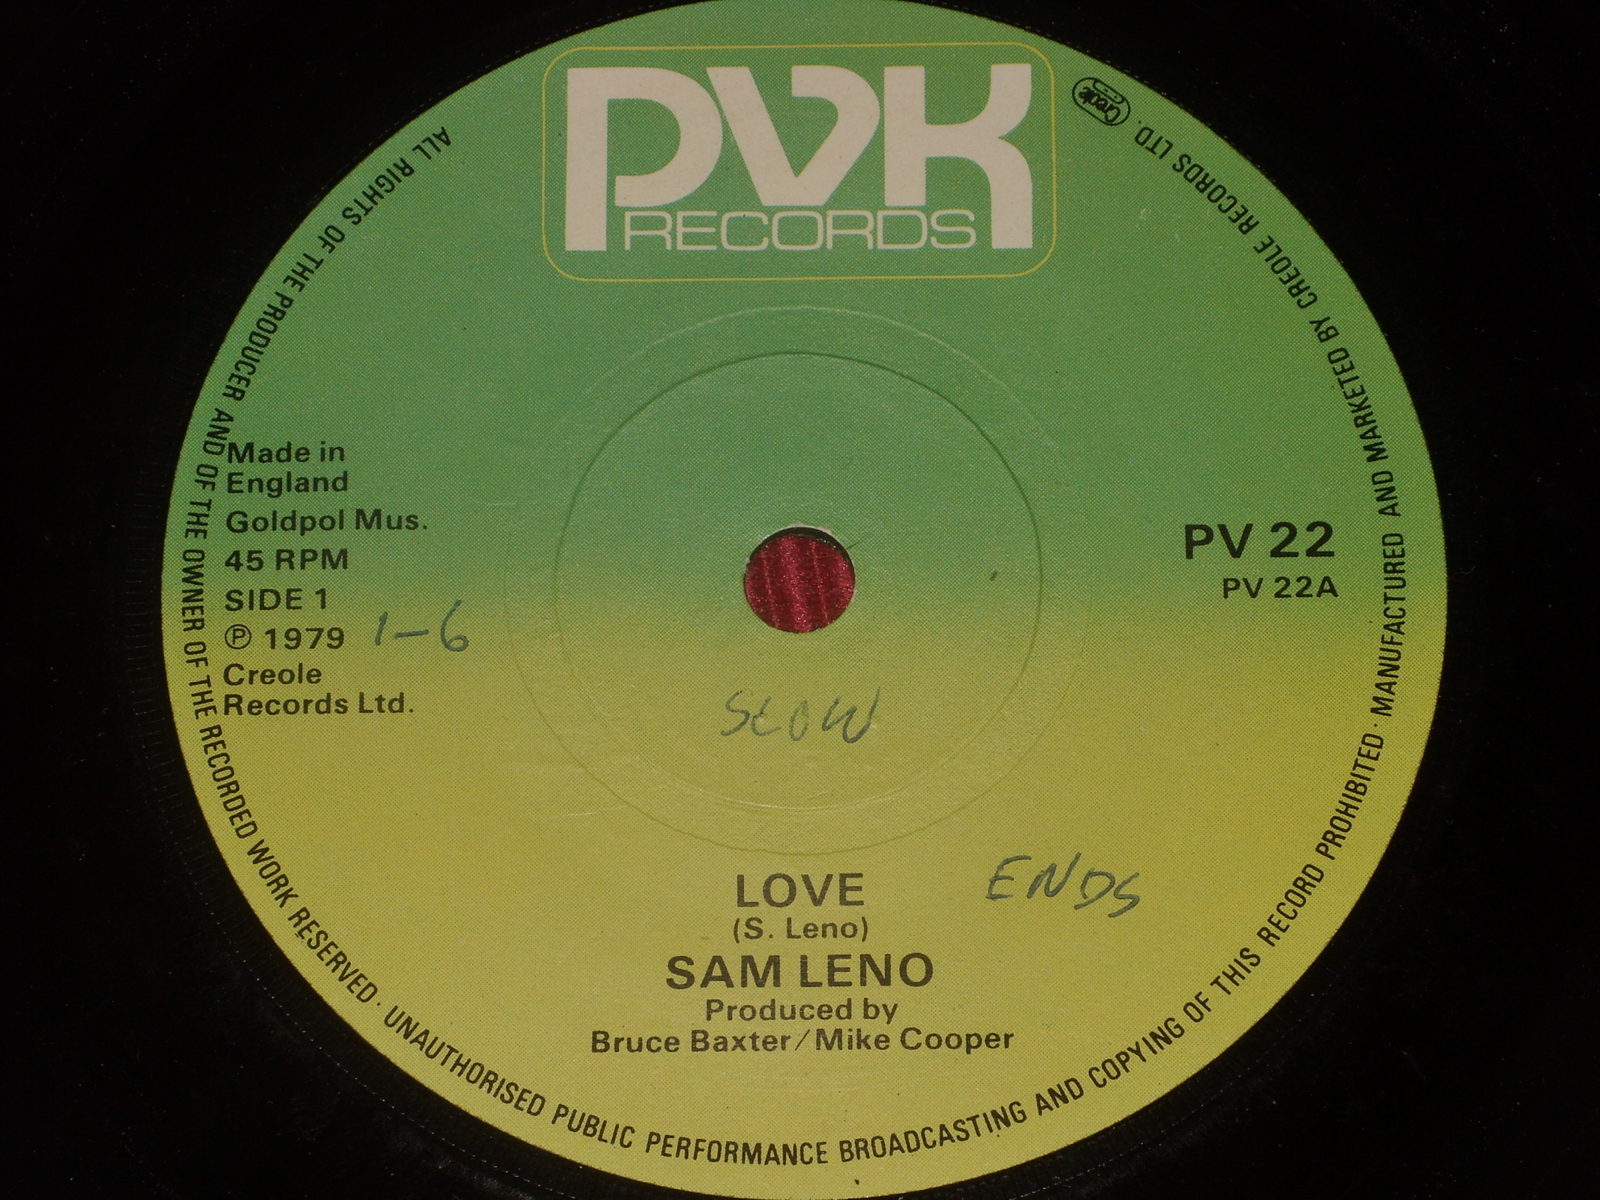 PVK
RECORDS
ALL RIGHTS OF THE PRODUCER AND OF THE OWNER OF THE RECORDED WORK RESERVED · UNAUTHORISED PUBLIC PERFORMANCE BROADCASTING AND COPYING OF THIS RECORD PROHIBITED · MANUFACTURED AND MARKETED BY CREOLE RECORDS LTD.
Creole
Made in
England
Goldpol Mus.
45 RPM
SIDE 1
℗ 1979 1-6
Creole
Records Ltd.
PV 22
PV 22A
SLOW
LOVE ENDS
(S. Leno)
SAM LENO
Produced by
Bruce Baxter/Mike Cooper